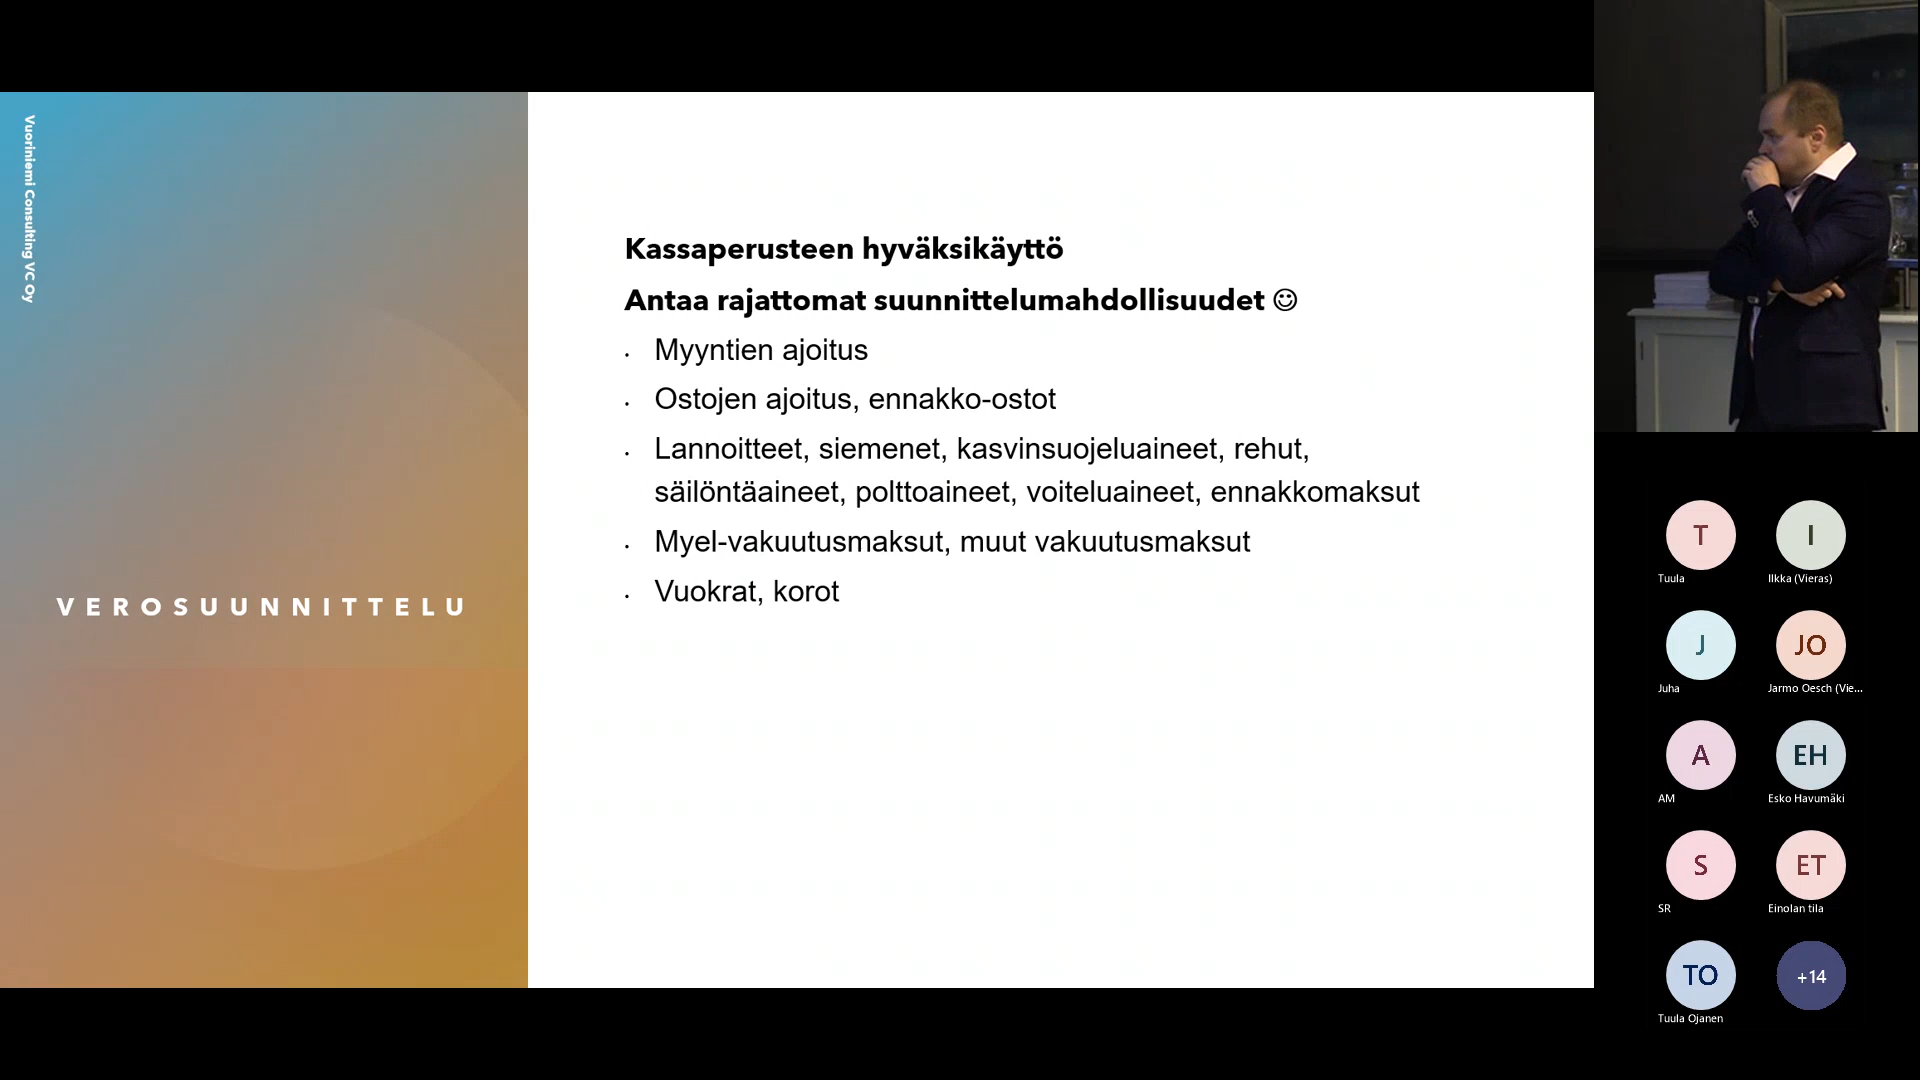 Vuoriniemi Consulting VC Oy
VEROSUUNNITTELU
Kassaperusteen hyväksikäyttö
Antaa rajattomat suunnittelumahdollisuudet ☺
• Myyntien ajoitus
• Ostojen ajoitus, ennakko-ostot
• Lannoitteet, siemenet, kasvinsuojeluaineet, rehut,
säilöntäaineet, polttoaineet, voiteluaineet, ennakkomaksut
• Myel-vakuutusmaksut, muut vakuutusmaksut
• Vuokrat, korot
T
Tuula
I
Ilkka (Vieras)
J
Juha
JO
Jarmo Oesch (Vie...
A
AM
EH
Esko Havumäki
S
SR
ET
Einolan tila
TO
Tuula Ojanen
+14